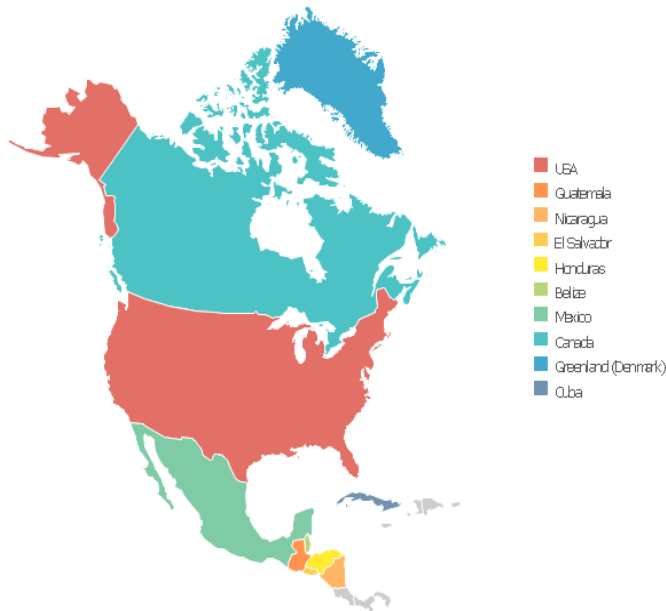 USA
Guatemala
Nicaragua
El Salvador
Honduras
Belize
Mexico
Canada
Greenland (Denmark)
Cuba